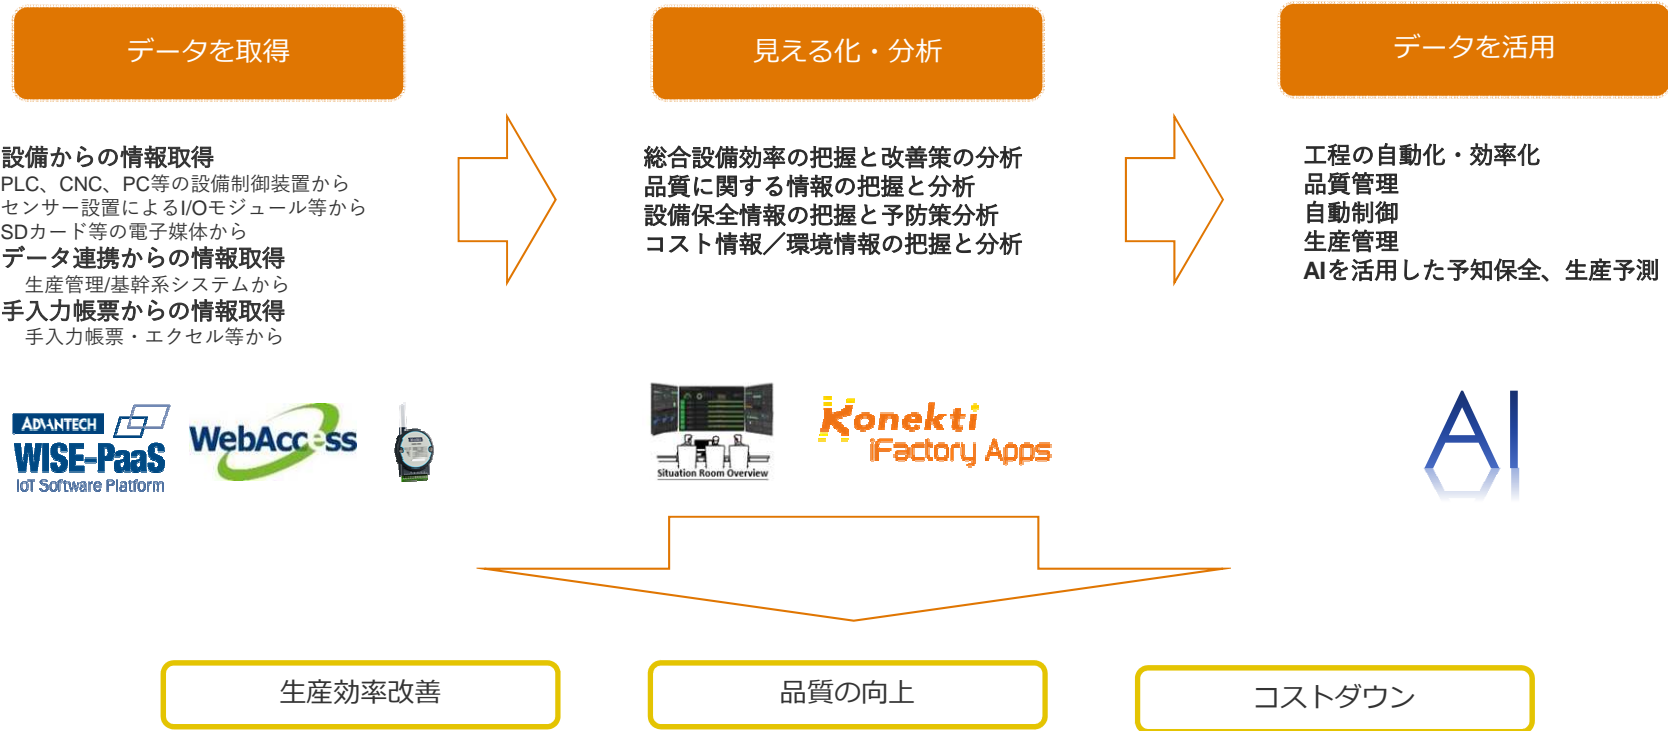 データを取得
見える化・分析
データを活用
設備からの情報取得
PLC、CNC、PC等の設備制御装置から
センサー設置によるI/Oモジュール等から
SDカード等の電子媒体から
データ連携からの情報取得
生産管理/基幹系システムから
手入力帳票からの情報取得
手入力帳票・エクセル等から
総合設備効率の把握と改善策の分析
品質に関する情報の把握と分析
設備保全情報の把握と予防策分析
コスト情報／環境情報の把握と分析
工程の自動化・効率化
品質管理
自動制御
生産管理
AIを活用した予知保全、生産予測
ADVANTECH
WISE-PaaS
IoT Software Platform
WebAccess
Situation Room Overview
Konekti
iFactory Apps
AI
生産効率改善
品質の向上
コストダウン